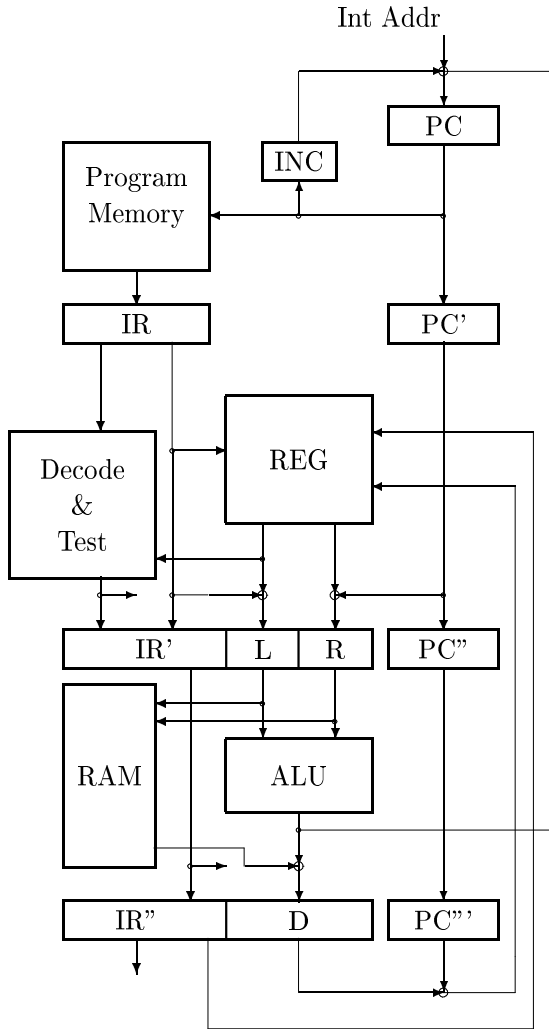 Int Addr
PC
INC
Program
Memory
IR
PC'
REG
Decode
&
Test
IR'
L
R
PC"
RAM
ALU
IR"
D
PC"'